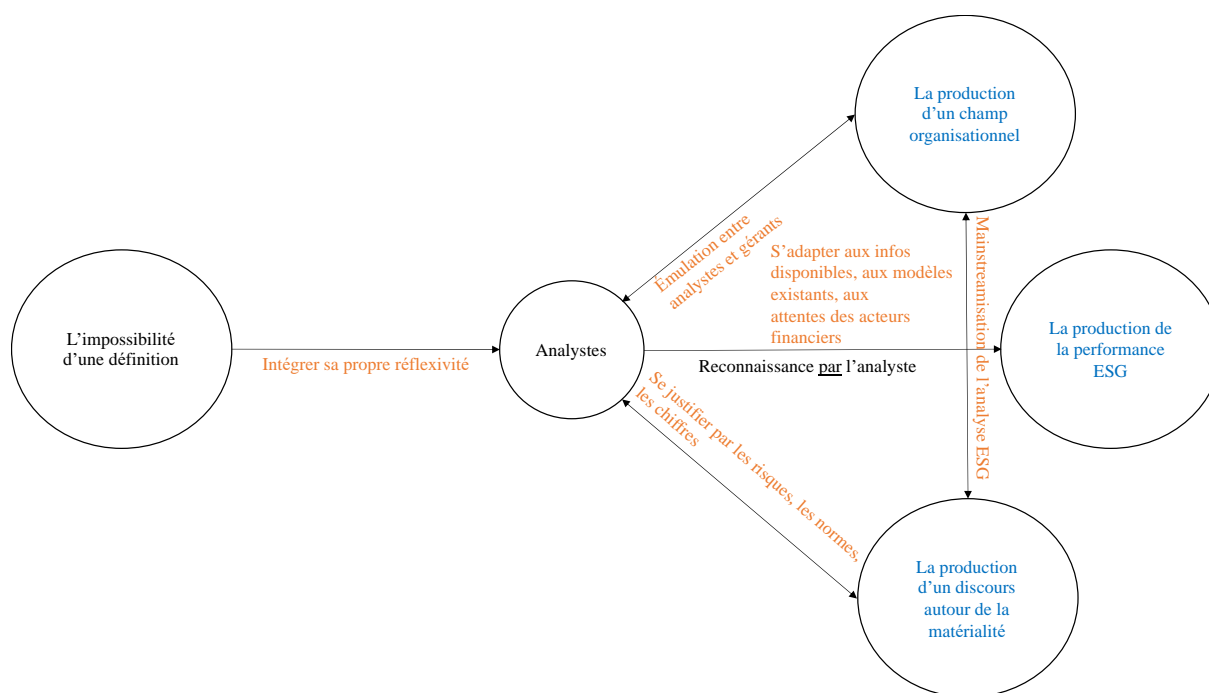 La production
d’un champ
organisationnel
Émulation entre
analystes et gérants
S’adapter aux infos
disponibles, aux modèles
existants, aux
attentes des acteurs
financiers
Mainstreamisation de l’analyse ESG
L’impossibilité
d’une définition
Intégrer sa propre réflexivité
Analystes
Reconnaissance par l’analyste
La production de
la performance
ESG
Se justifier par les risques, les normes,
les chiffres
La production
d’un discours
autour de la
matérialité